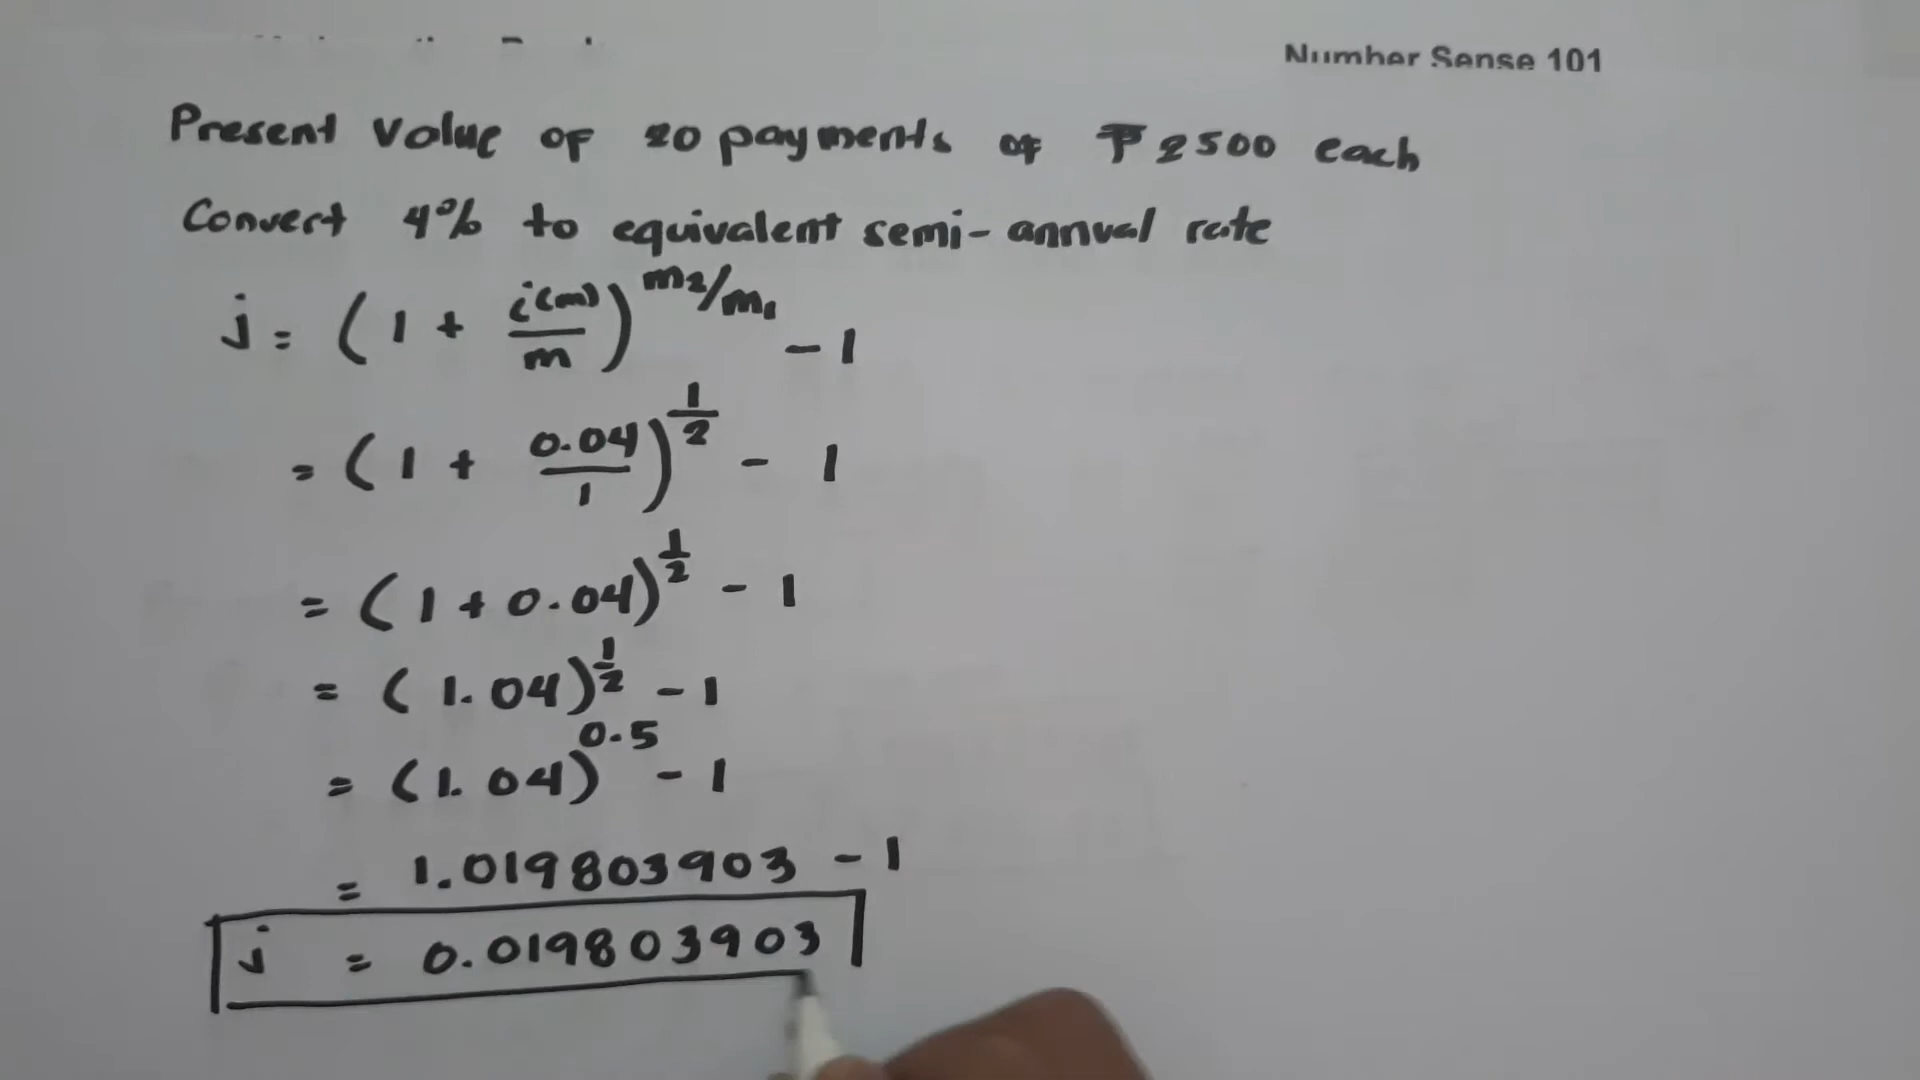 Number Sense 101
Present Value of 20 payments of ₱2500 each
Convert 4% to equivalent semi-annual rate
j = (1 + i(m)/m)^m2/m1 - 1
= (1 + 0.04/1)^1/2 - 1
= (1 + 0.04)^1/2 - 1
= (1.04)^1/2 - 1
= (1.04)^0.5 - 1
= 1.019803903 - 1
j = 0.019803903